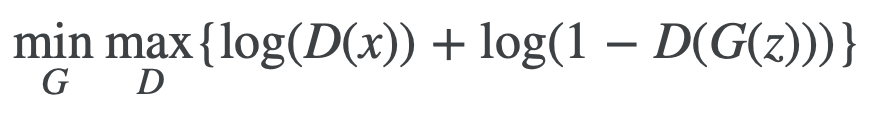 min max{log(D(x)) + log(1 − D(G(z)))}
G D